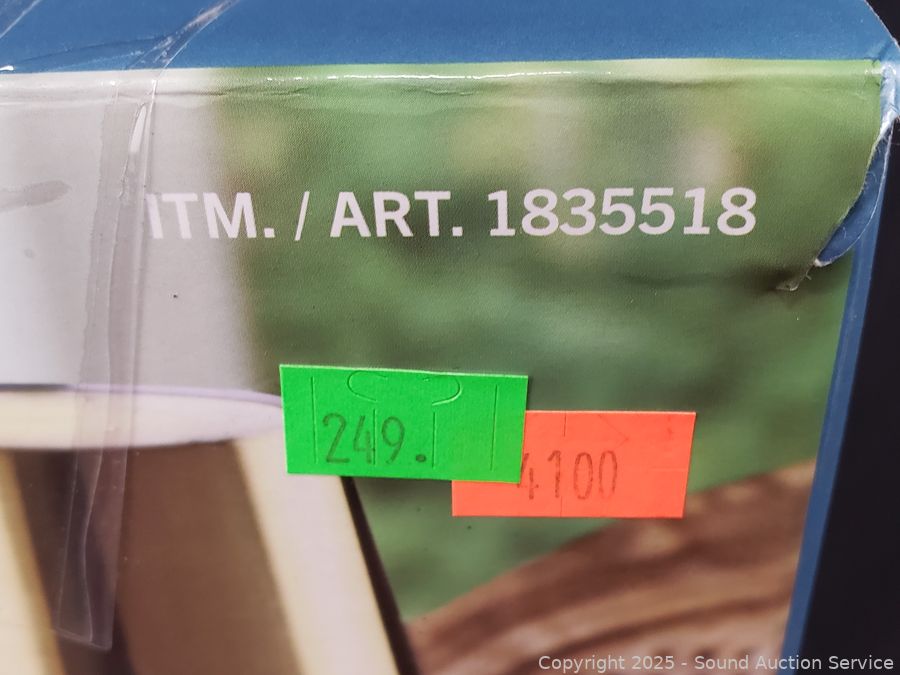 ITM. / ART. 1835518
249.
4100
Copyright 2025 - Sound Auction Service